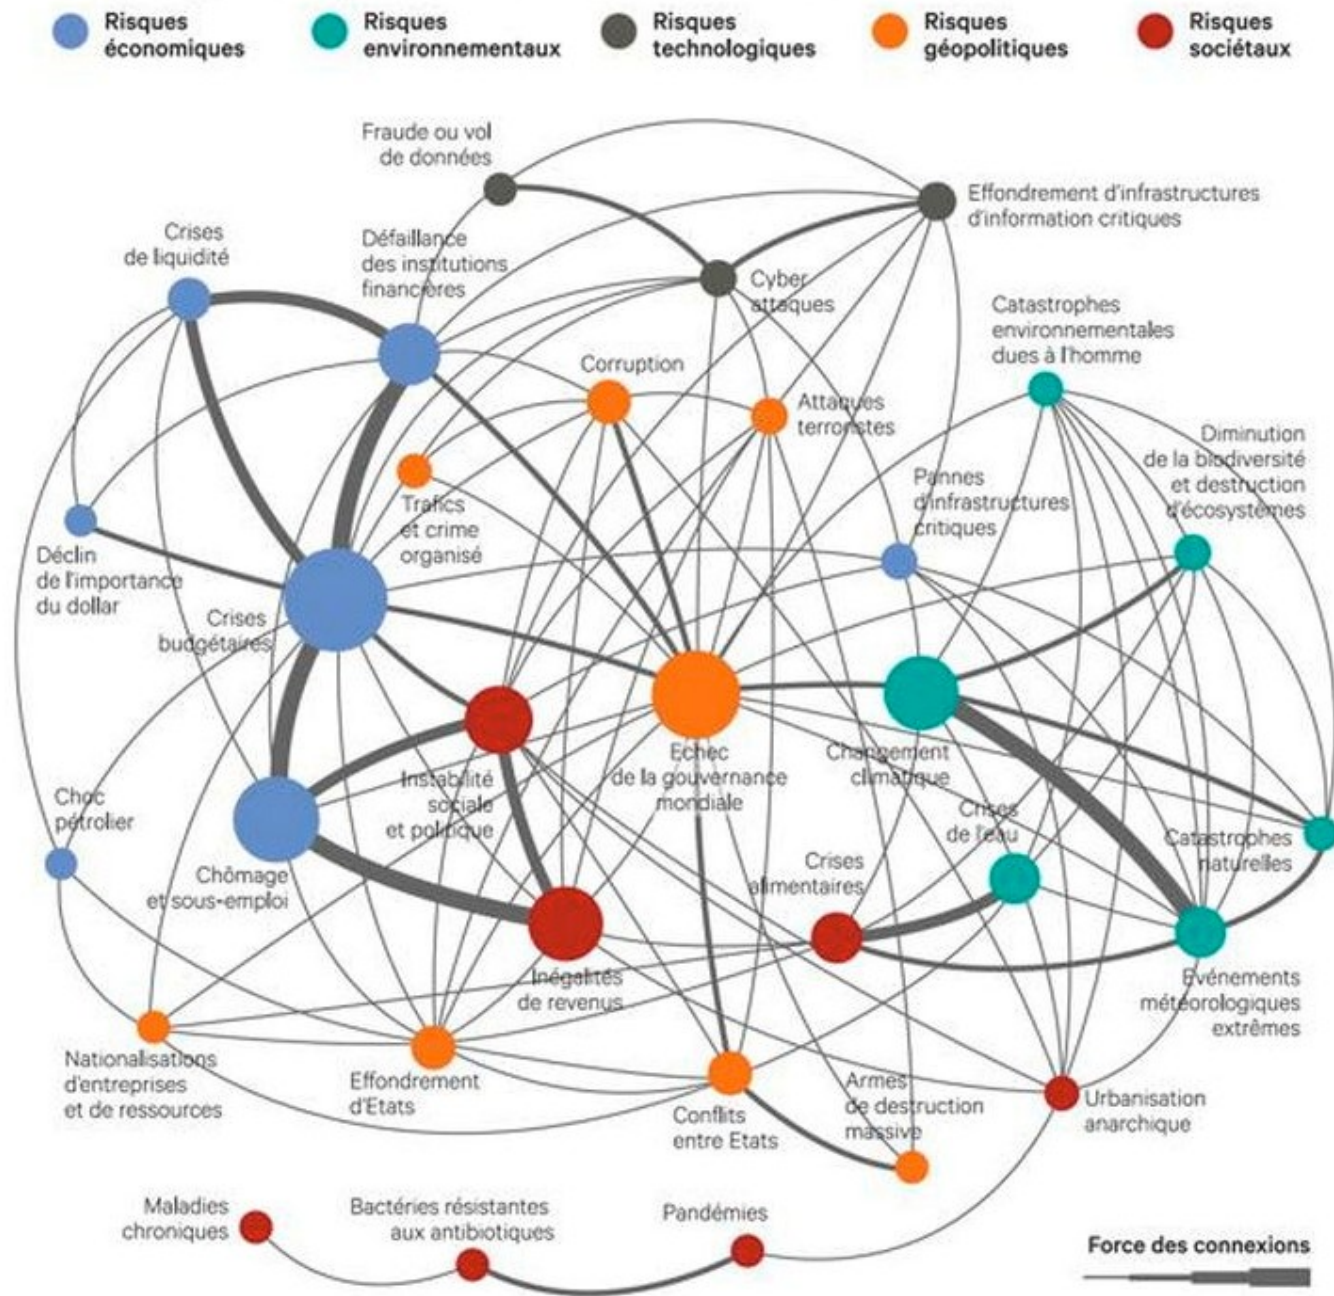 Risques
économiques
Risques
environnementaux
Risques
technologiques
Risques
géopolitiques
Risques
sociétaux
Fraude ou vol
de données
Effondrement d'infrastructures
d'information critiques
Crises
de liquidité
Défaillance
des institutions
financières
Cyber
attaques
Catastrophes
environnementales
dues à l'homme
Corruption
Attaques
terroristes
Diminution
de la biodiversité
et destruction
d'écosystèmes
Trafics
et crime
organisé
Pannes
d'infrastructures
critiques
Déclin
de l'importance
du dollar
Crises
budgétaires
Instabilité
sociale
et politique
Echec
de la gouvernance
mondiale
Changement
climatique
Choc
pétrolier
Crises
de l'eau
Catastrophes
naturelles
Chômage
et sous-emploi
Crises
alimentaires
Inégalités
de revenus
Evénements
météorologiques
extrêmes
Nationalisations
d'entreprises
et de ressources
Effondrement
d'Etats
Conflits
entre Etats
Armes
de destruction
massive
Urbanisation
anarchique
Maladies
chroniques
Bactéries résistantes
aux antibiotiques
Pandémies
Force des connexions